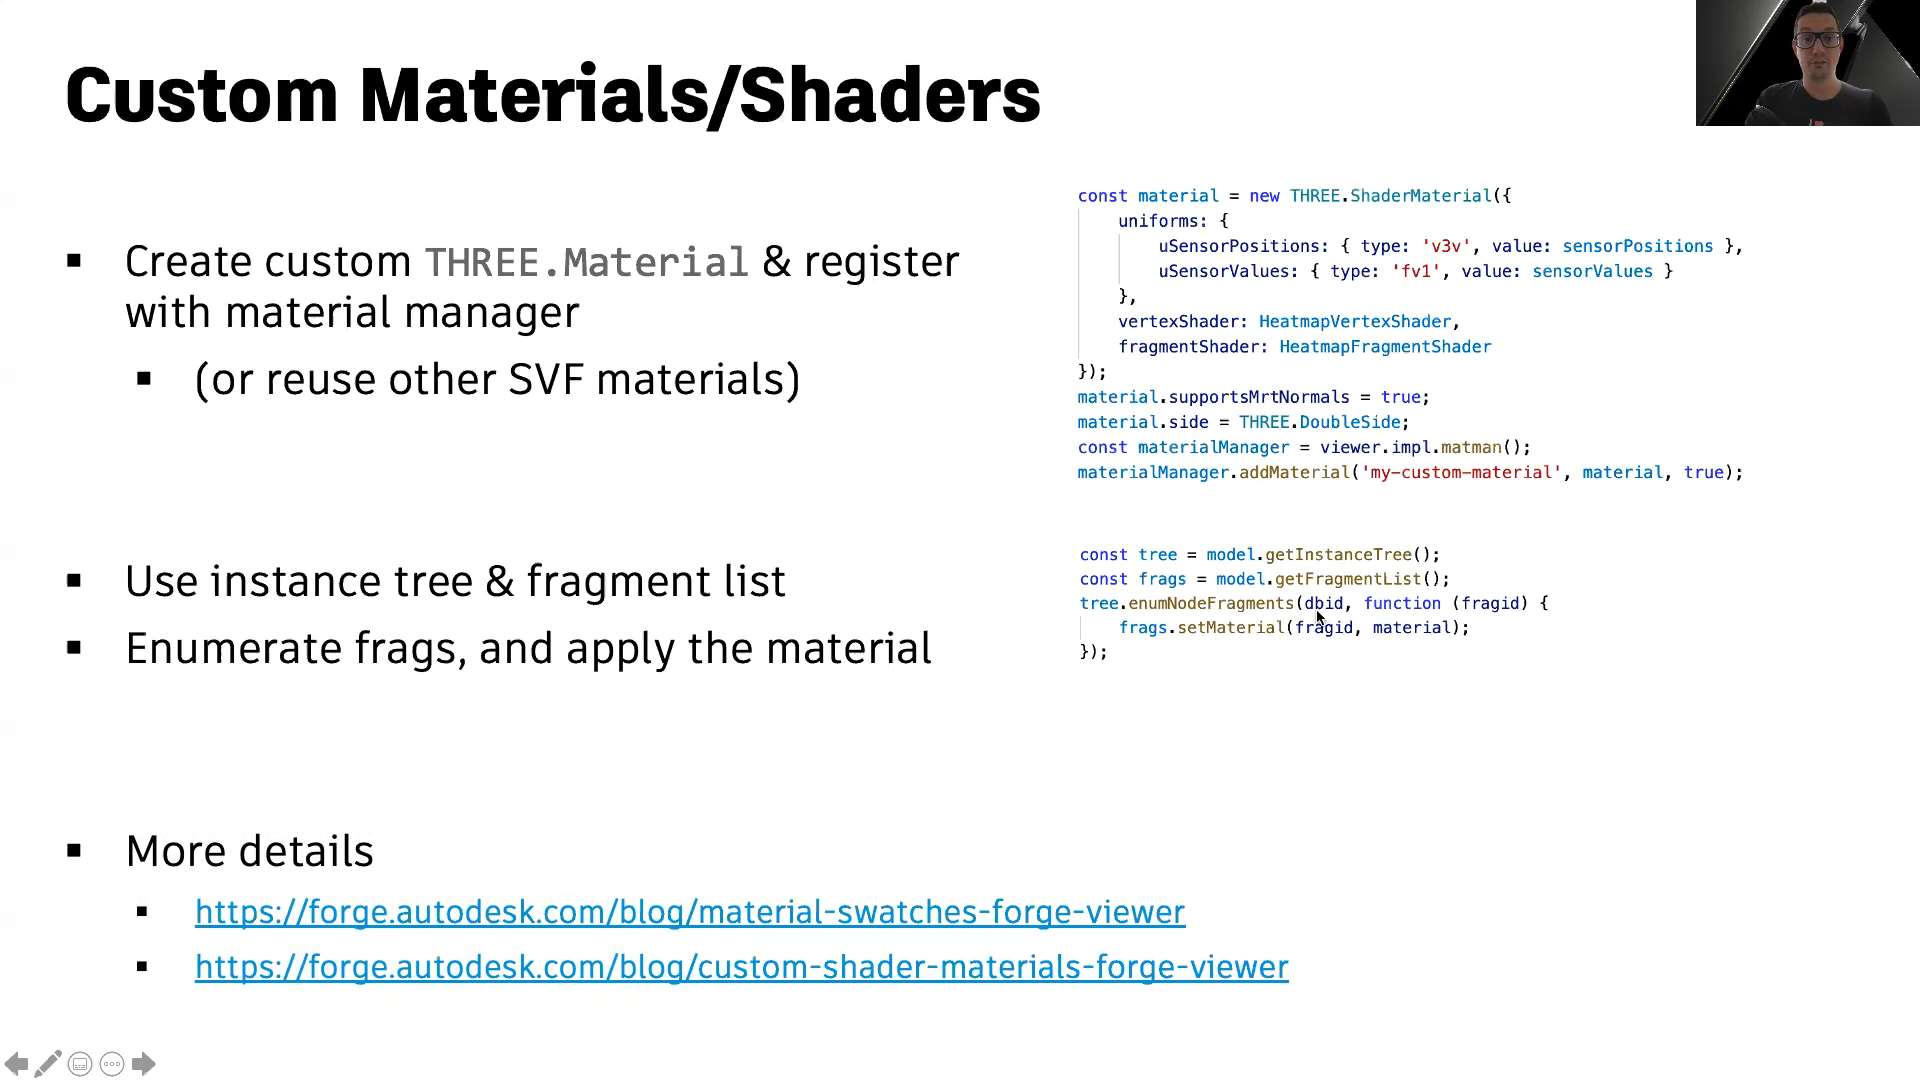 Custom Materials/Shaders
▪ Create custom THREE.Material & register
with material manager
▪ (or reuse other SVF materials)
▪ Use instance tree & fragment list
▪ Enumerate frags, and apply the material
▪ More details
▪ https://forge.autodesk.com/blog/material-swatches-forge-viewer
▪ https://forge.autodesk.com/blog/custom-shader-materials-forge-viewer
const material = new THREE.ShaderMaterial({
    uniforms: {
        uSensorPositions: { type: 'v3v', value: sensorPositions },
        uSensorValues: { type: 'fv1', value: sensorValues }
    },
    vertexShader: HeatmapVertexShader,
    fragmentShader: HeatmapFragmentShader
});
material.supportsMrtNormals = true;
material.side = THREE.DoubleSide;
const materialManager = viewer.impl.matman();
materialManager.addMaterial('my-custom-material', material, true);
const tree = model.getInstanceTree();
const frags = model.getFragmentList();
tree.enumNodeFragments(dbid, function (fragid) {
    frags.setMaterial(fragid, material);
});